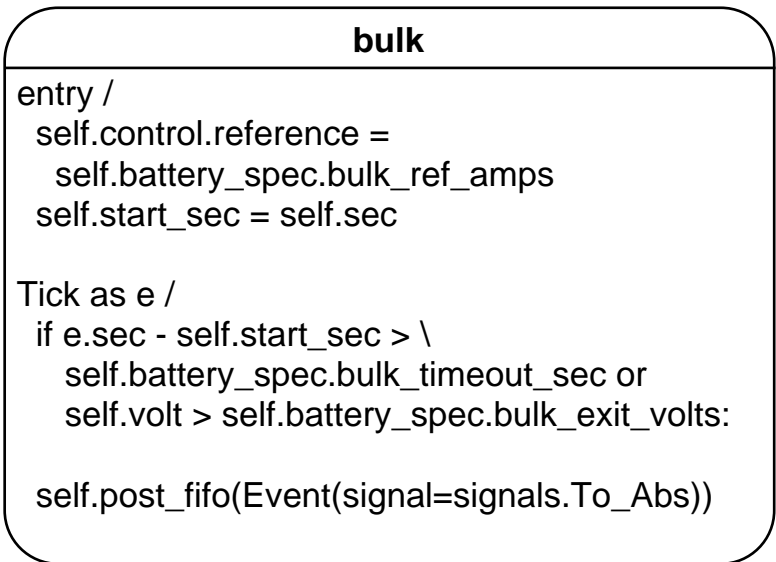 bulk
entry /
self.control.reference =
self.battery_spec.bulk_ref_amps
self.start_sec = self.sec
Tick as e /
if e.sec - self.start_sec > \
self.battery_spec.bulk_timeout_sec or
self.volt > self.battery_spec.bulk_exit_volts:
self.post_fifo(Event(signal=signals.To_Abs))